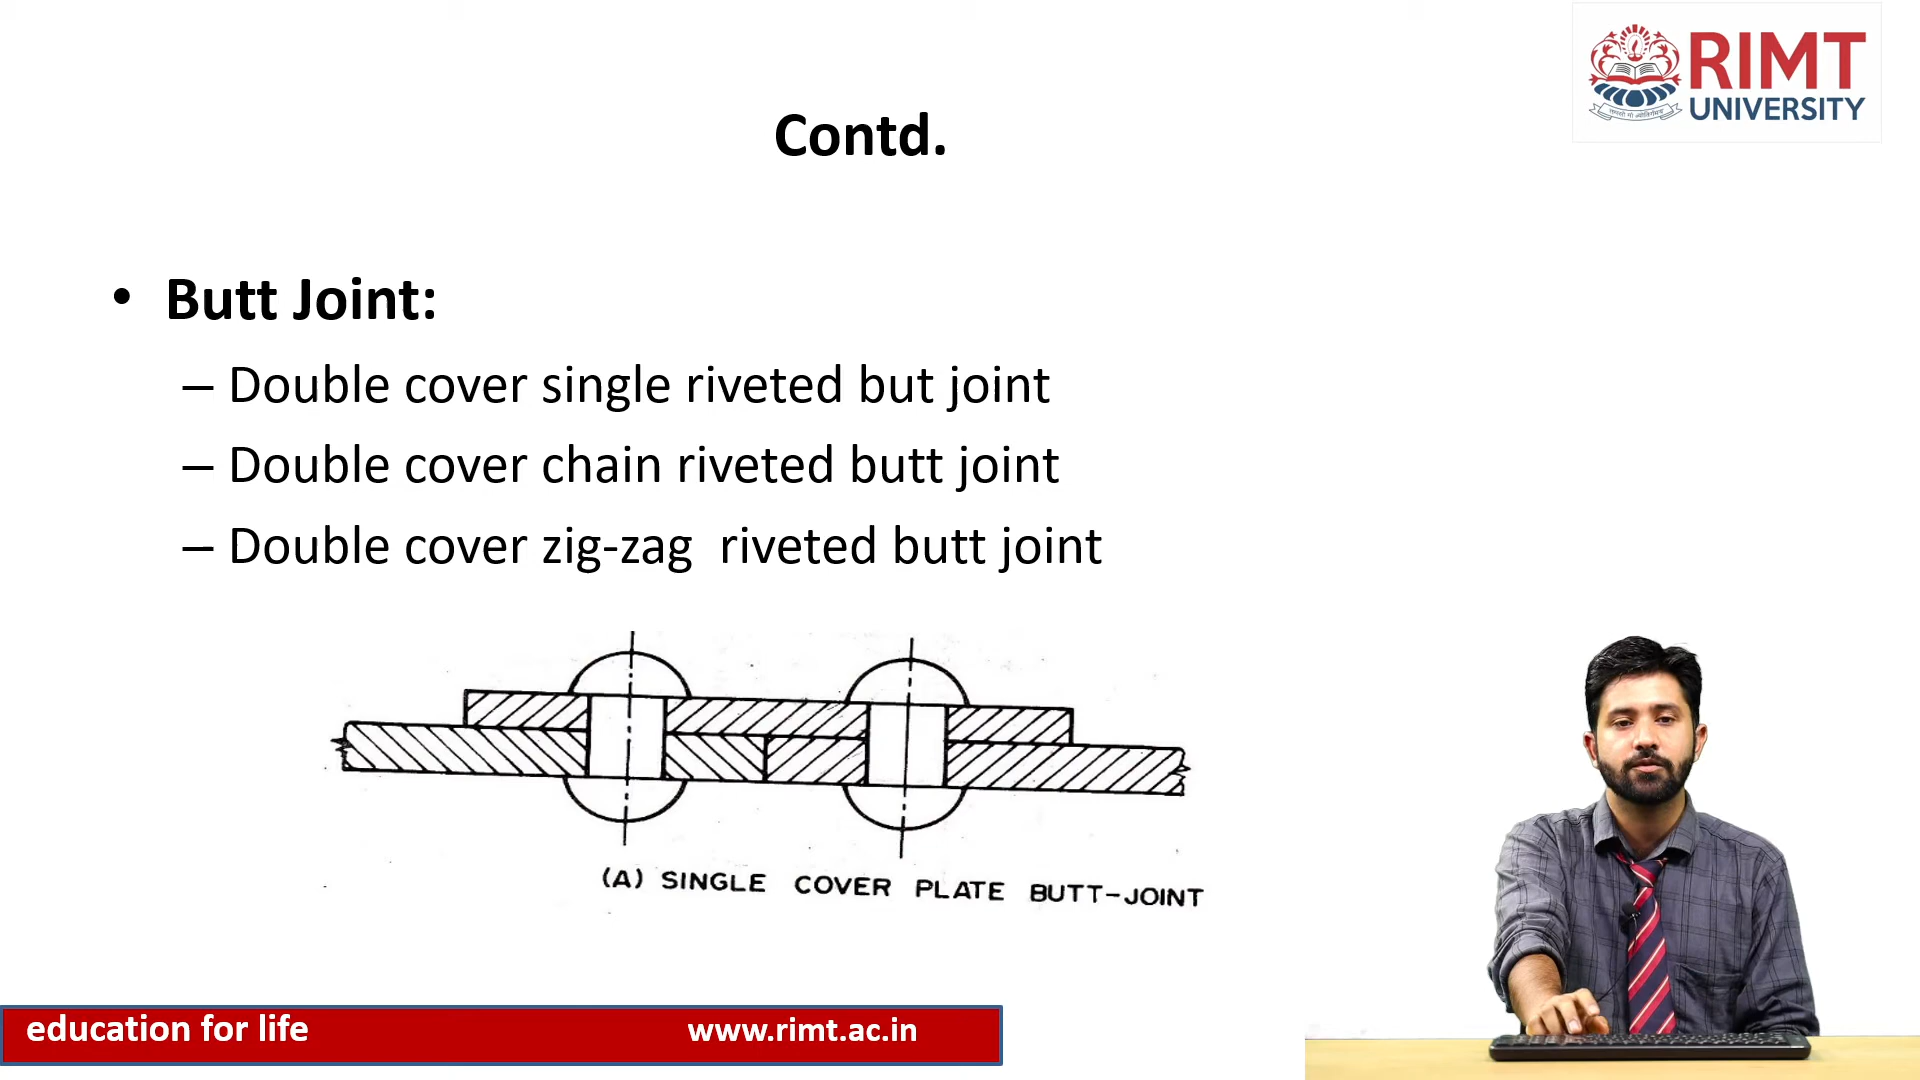 RIMT
UNIVERSITY
Contd.
• Butt Joint:
– Double cover single riveted but joint
– Double cover chain riveted butt joint
– Double cover zig-zag riveted butt joint
(A) SINGLE COVER PLATE BUTT-JOINT
education for life
www.rimt.ac.in